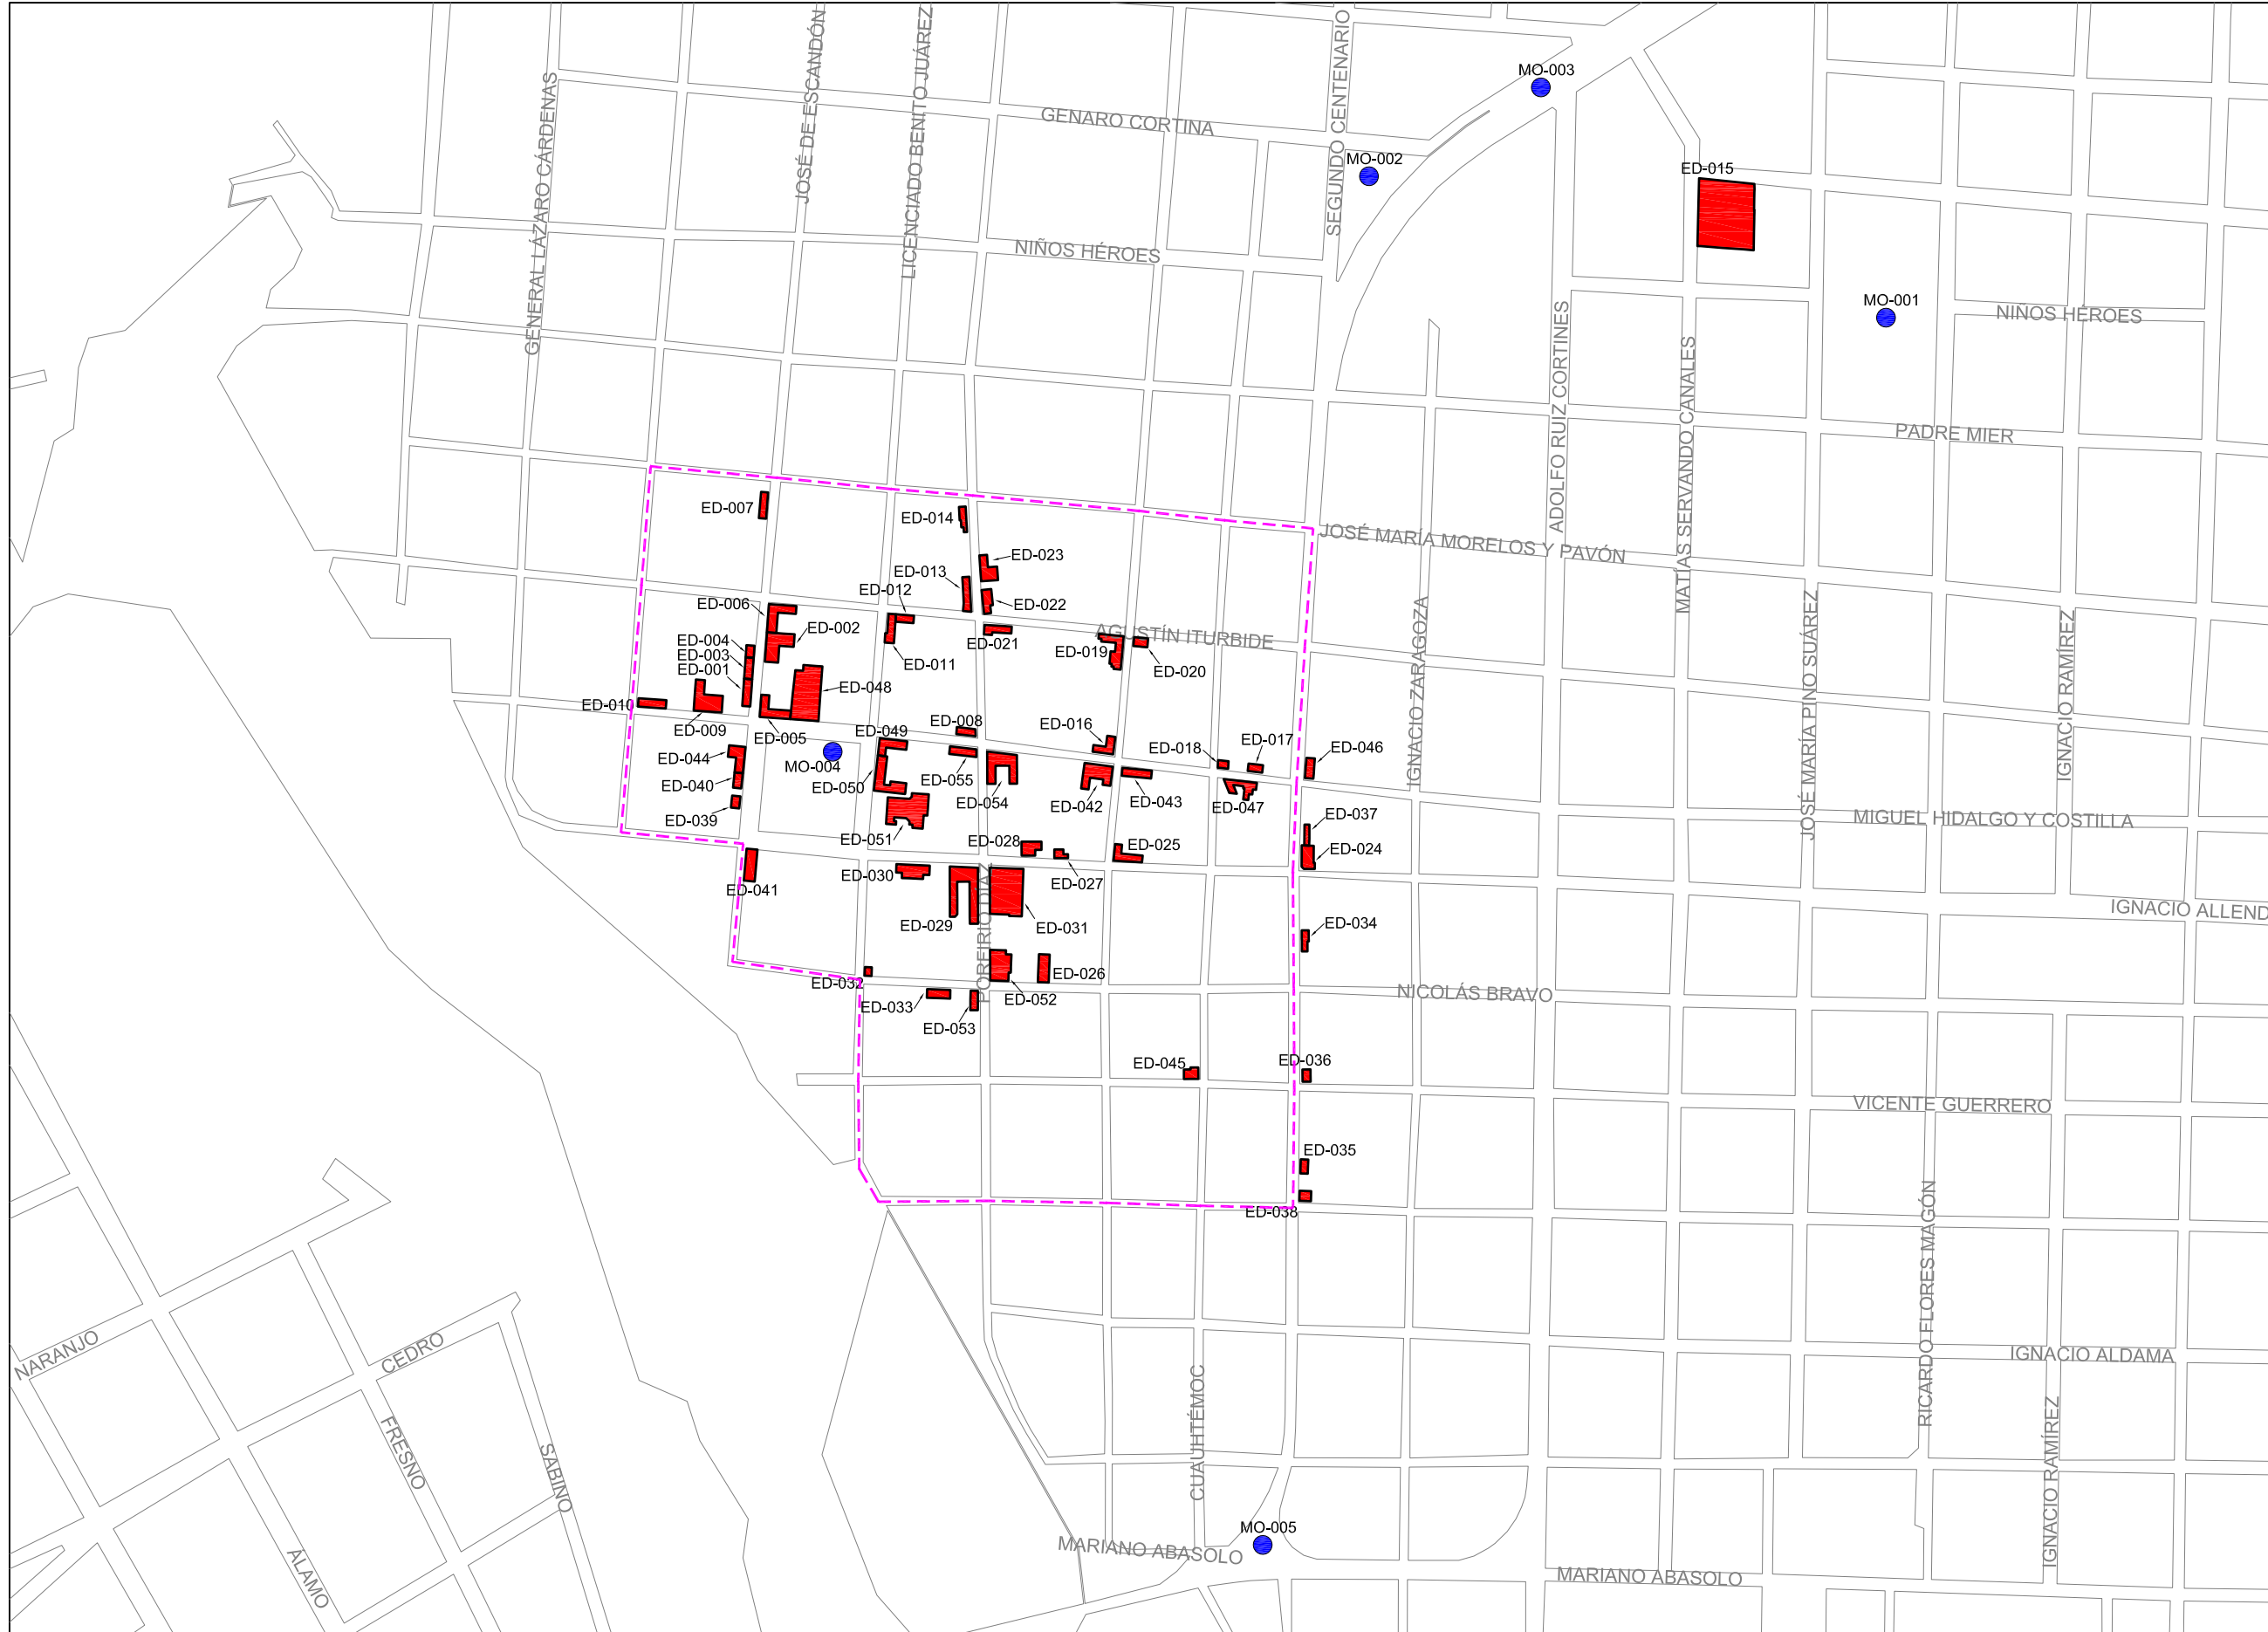 GENERAL LÁZARO CÁRDENAS
JOSÉ DE ESCANDÓN
LICENCIADO BENITO JUÁREZ
SEGUNDO CENTENARIO
MO-003
GENARO CORTINA
MO-002
ED-015
NIÑOS HÉROES
MO-001
NIÑOS HÉROES
ADOLFO RUIZ CORTINES
MATÍAS SERVANDO CANALES
PADRE MIER
ED-007
ED-014
JOSÉ MARÍA MORELOS Y PAVÓN
ED-023
ED-013
ED-012
ED-006
ED-022
ED-002
AGUSTÍN ITURBIDE
IGNACIO ZARAGOZA
JOSÉ MARÍA PINO SUÁREZ
IGNACIO RAMÍREZ
ED-004
ED-003
ED-001
ED-021
ED-019
ED-020
ED-011
ED-048
ED-010
ED-009
ED-005
ED-049
ED-008
ED-016
ED-018
ED-017
ED-046
ED-044
MO-004
ED-040
ED-050
ED-055
ED-054
ED-042
ED-043
ED-047
ED-039
ED-037
MIGUEL HIDALGO Y COSTILLA
ED-051
ED-028
ED-025
ED-024
ED-030
ED-027
ED-041
PORFIRIO DÍAZ
IGNACIO ALLEND
ED-029
ED-031
ED-034
ED-032
ED-026
ED-033
ED-052
NICOLÁS BRAVO
ED-053
ED-045
ED-036
VICENTE GUERRERO
ED-035
ED-038
RICARDO FLORES MAGÓN
NARANJO
CEDRO
IGNACIO ALDAMA
CUAUHTÉMOC
IGNACIO RAMÍREZ
FRESNO
SABINO
MO-005
MARIANO ABASOLO
ÁLAMO
MARIANO ABASOLO